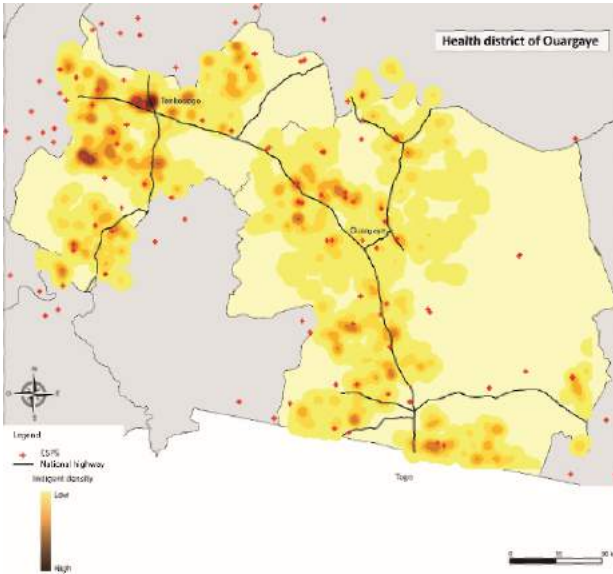 Health district of Ouargaye
Tenkodogo
Ouargaye
N
E
S
Legend
CSPS
National highway
Indigent density
Low
High
Togo
0